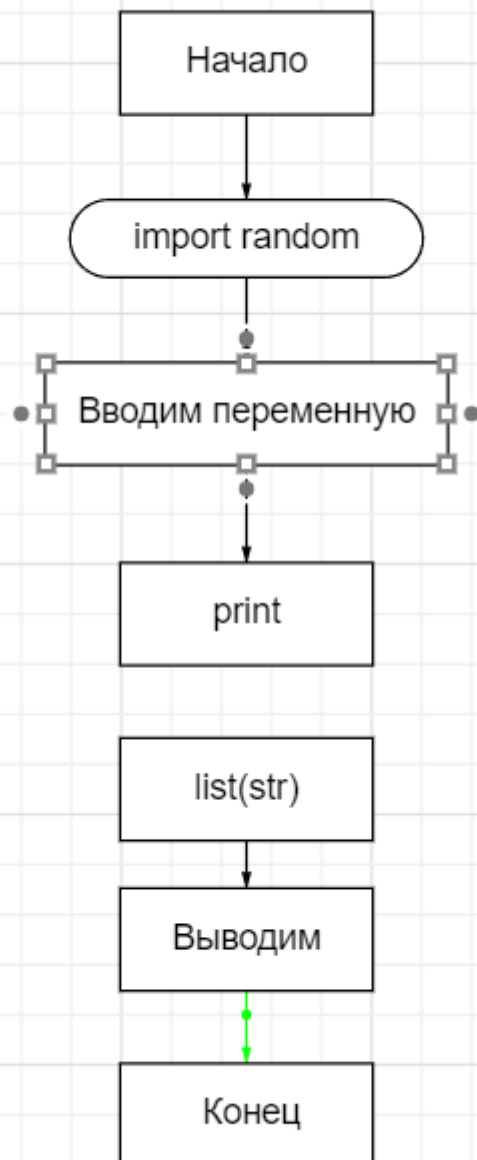 Начало
import random
Вводим переменную
print
list(str)
Выводим
Конец